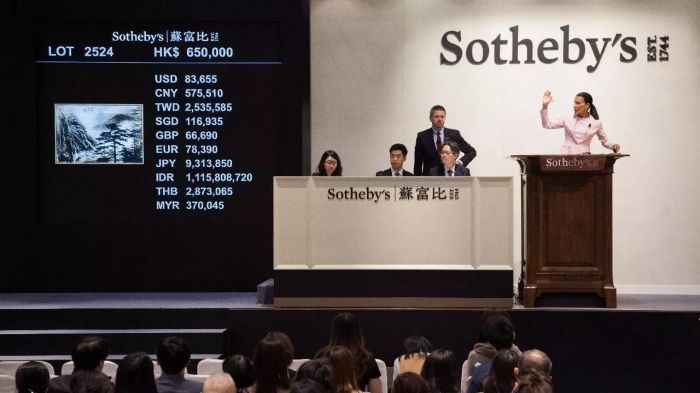 Sotheby's 蘇富比
LOT 2524 HK$ 650,000
USD 83,655
CNY 575,510
TWD 2,535,585
SGD 116,935
GBP 66,690
EUR 78,390
JPY 9,313,850
IDR 1,115,808,720
THB 2,873,065
MYR 370,045
Sotheby's EST. 1744
Sotheby's 蘇富比
Sotheby's